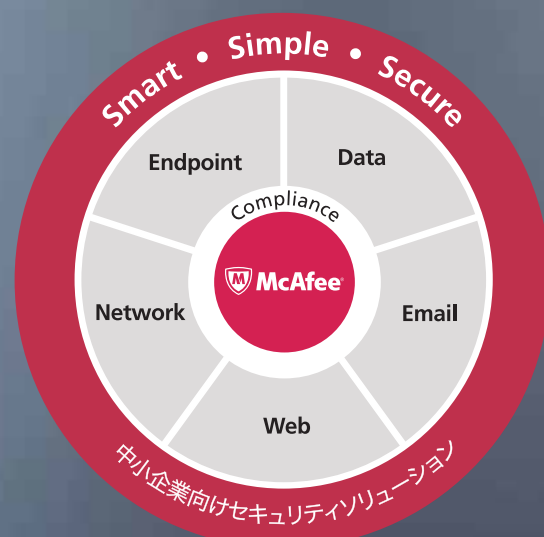 Smart • Simple • Secure
Endpoint
Data
Compliance
McAfee
Network
Email
Web
中小企業向けセキュリティソリューション